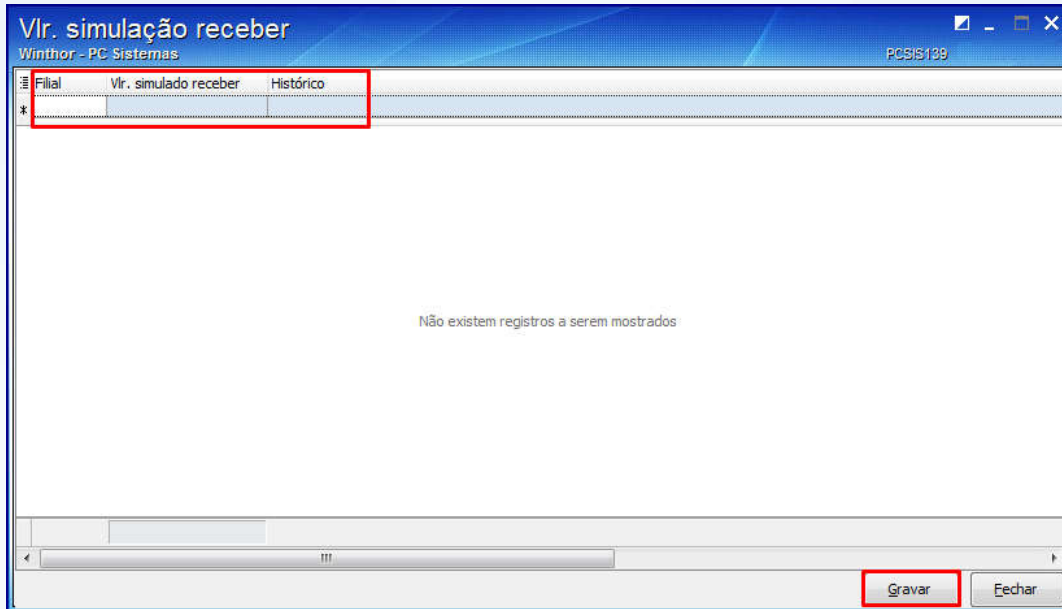 Vlr. simulação receber
Winthor - PC Sistemas PCSIS139
Filial Vlr. simulado receber Histórico
*
Não existem registros a serem mostrados
Gravar Fechar